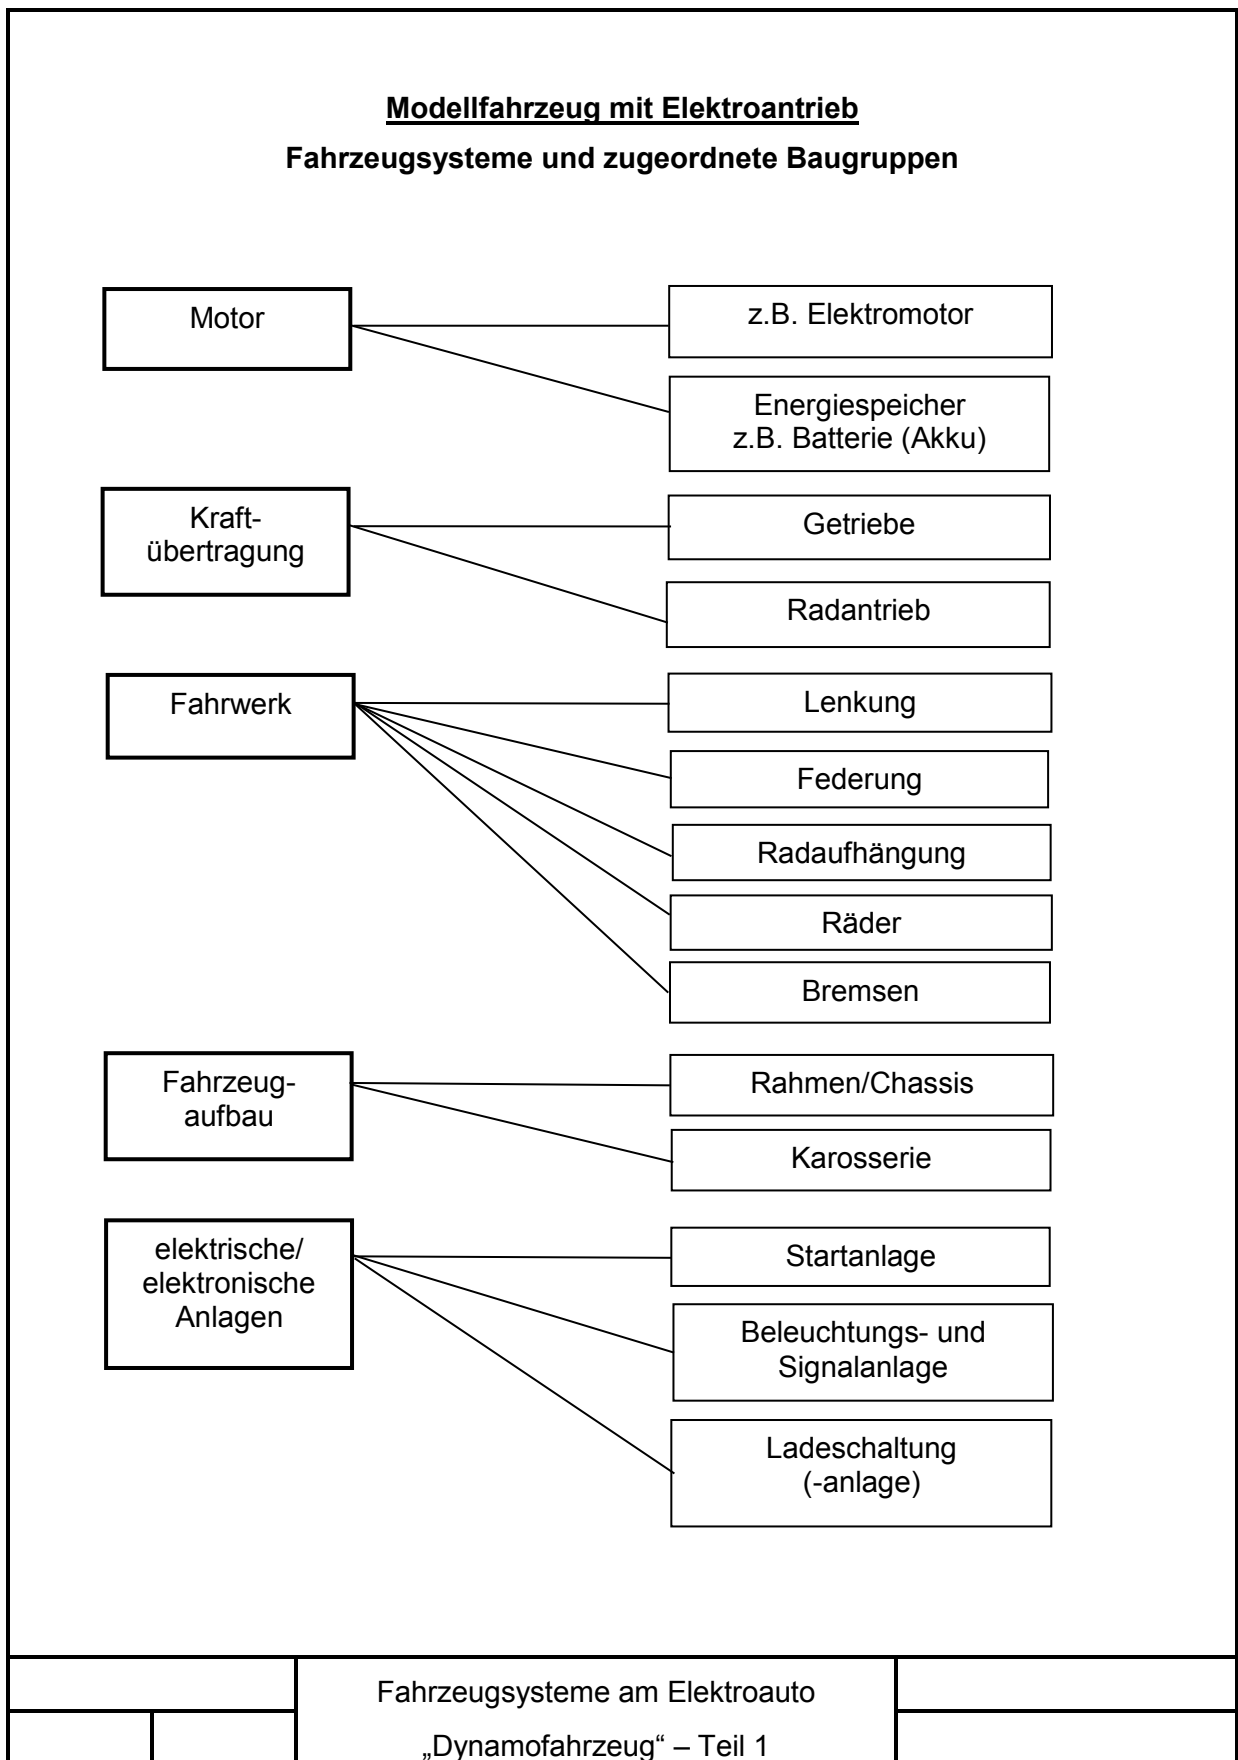 Modellfahrzeug mit Elektroantrieb
Fahrzeugsysteme und zugeordnete Baugruppen
Motor
z.B. Elektromotor
Energiespeicher
z.B. Batterie (Akku)
Kraft-
übertragung
Getriebe
Radantrieb
Fahrwerk
Lenkung
Federung
Radaufhängung
Räder
Bremsen
Fahrzeug-
aufbau
Rahmen/Chassis
Karosserie
elektrische/
elektronische
Anlagen
Startanlage
Beleuchtungs- und
Signalanlage
Ladeschaltung
(-anlage)
Fahrzeugsysteme am Elektroauto
„Dynamofahrzeug“ – Teil 1